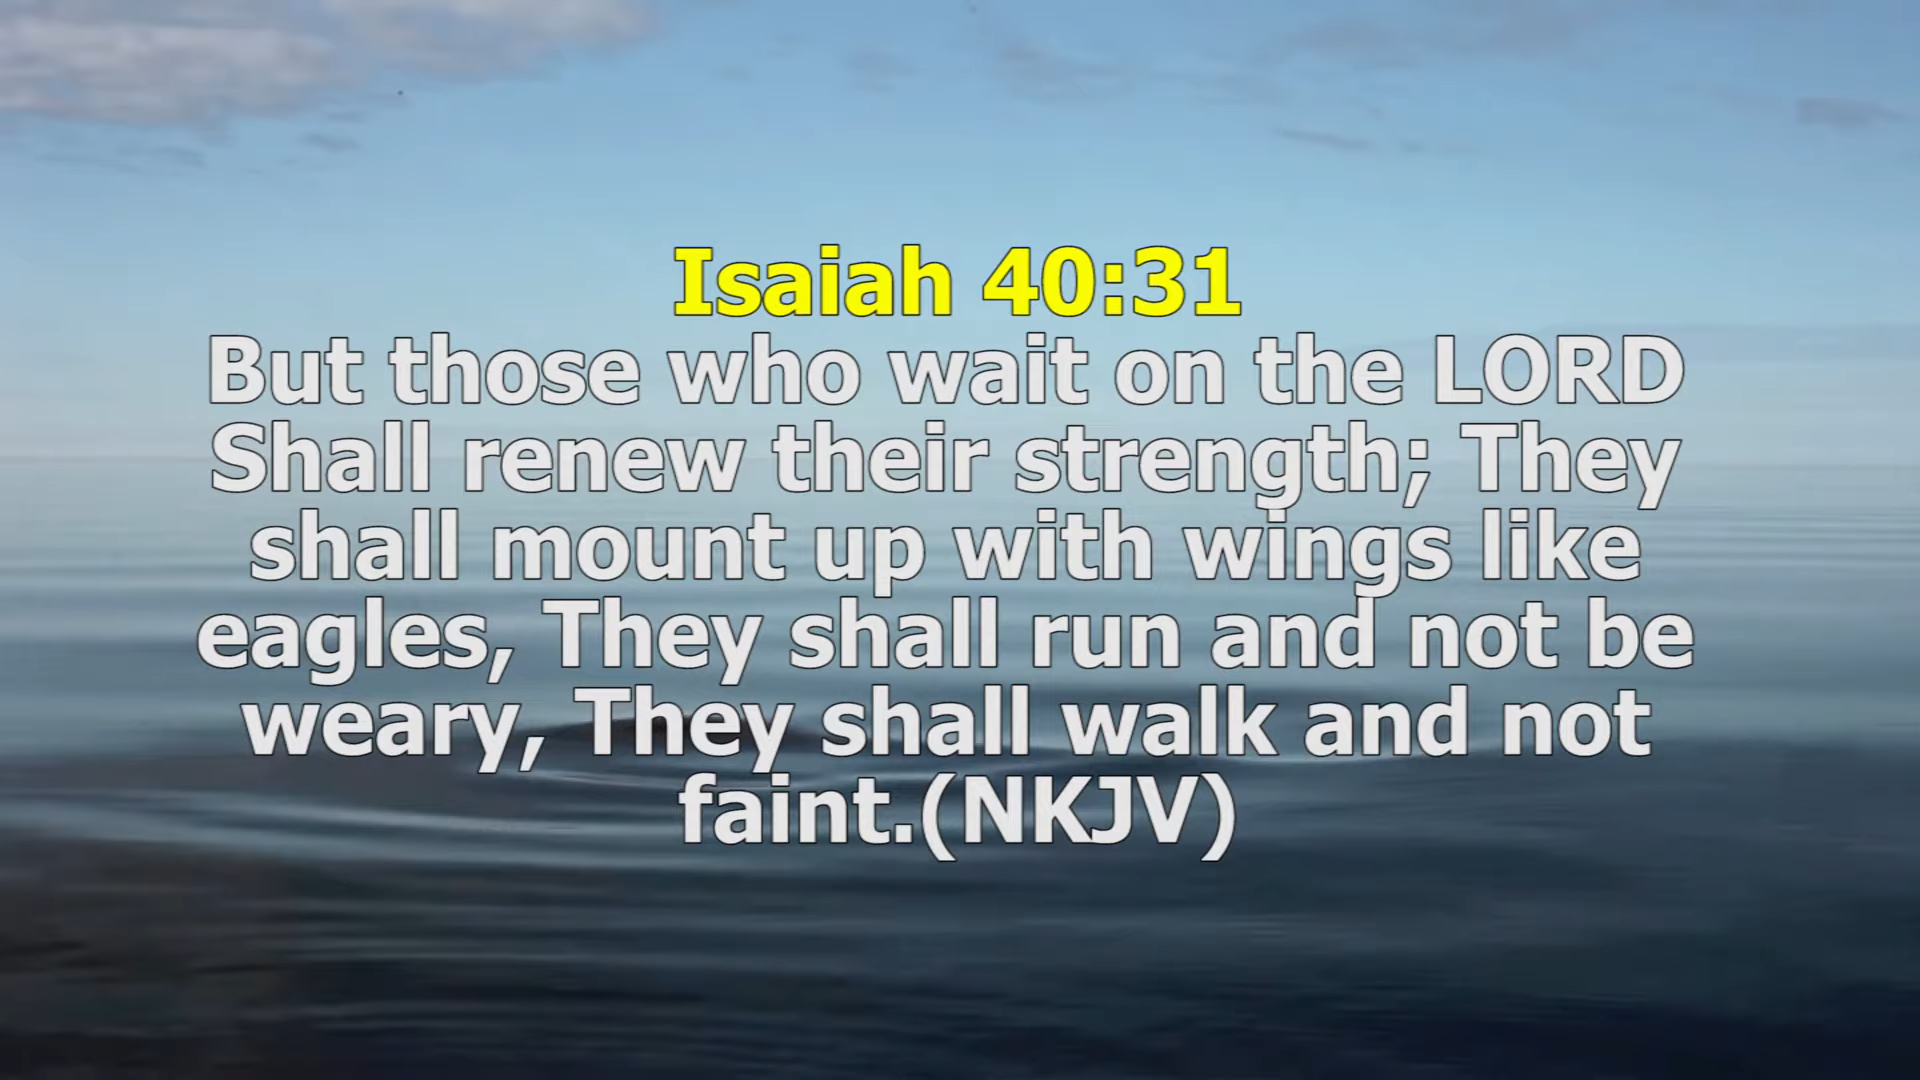 Isaiah 40:31
But those who wait on the LORD
Shall renew their strength; They
shall mount up with wings like
eagles, They shall run and not be
weary, They shall walk and not
faint.(NKJV)